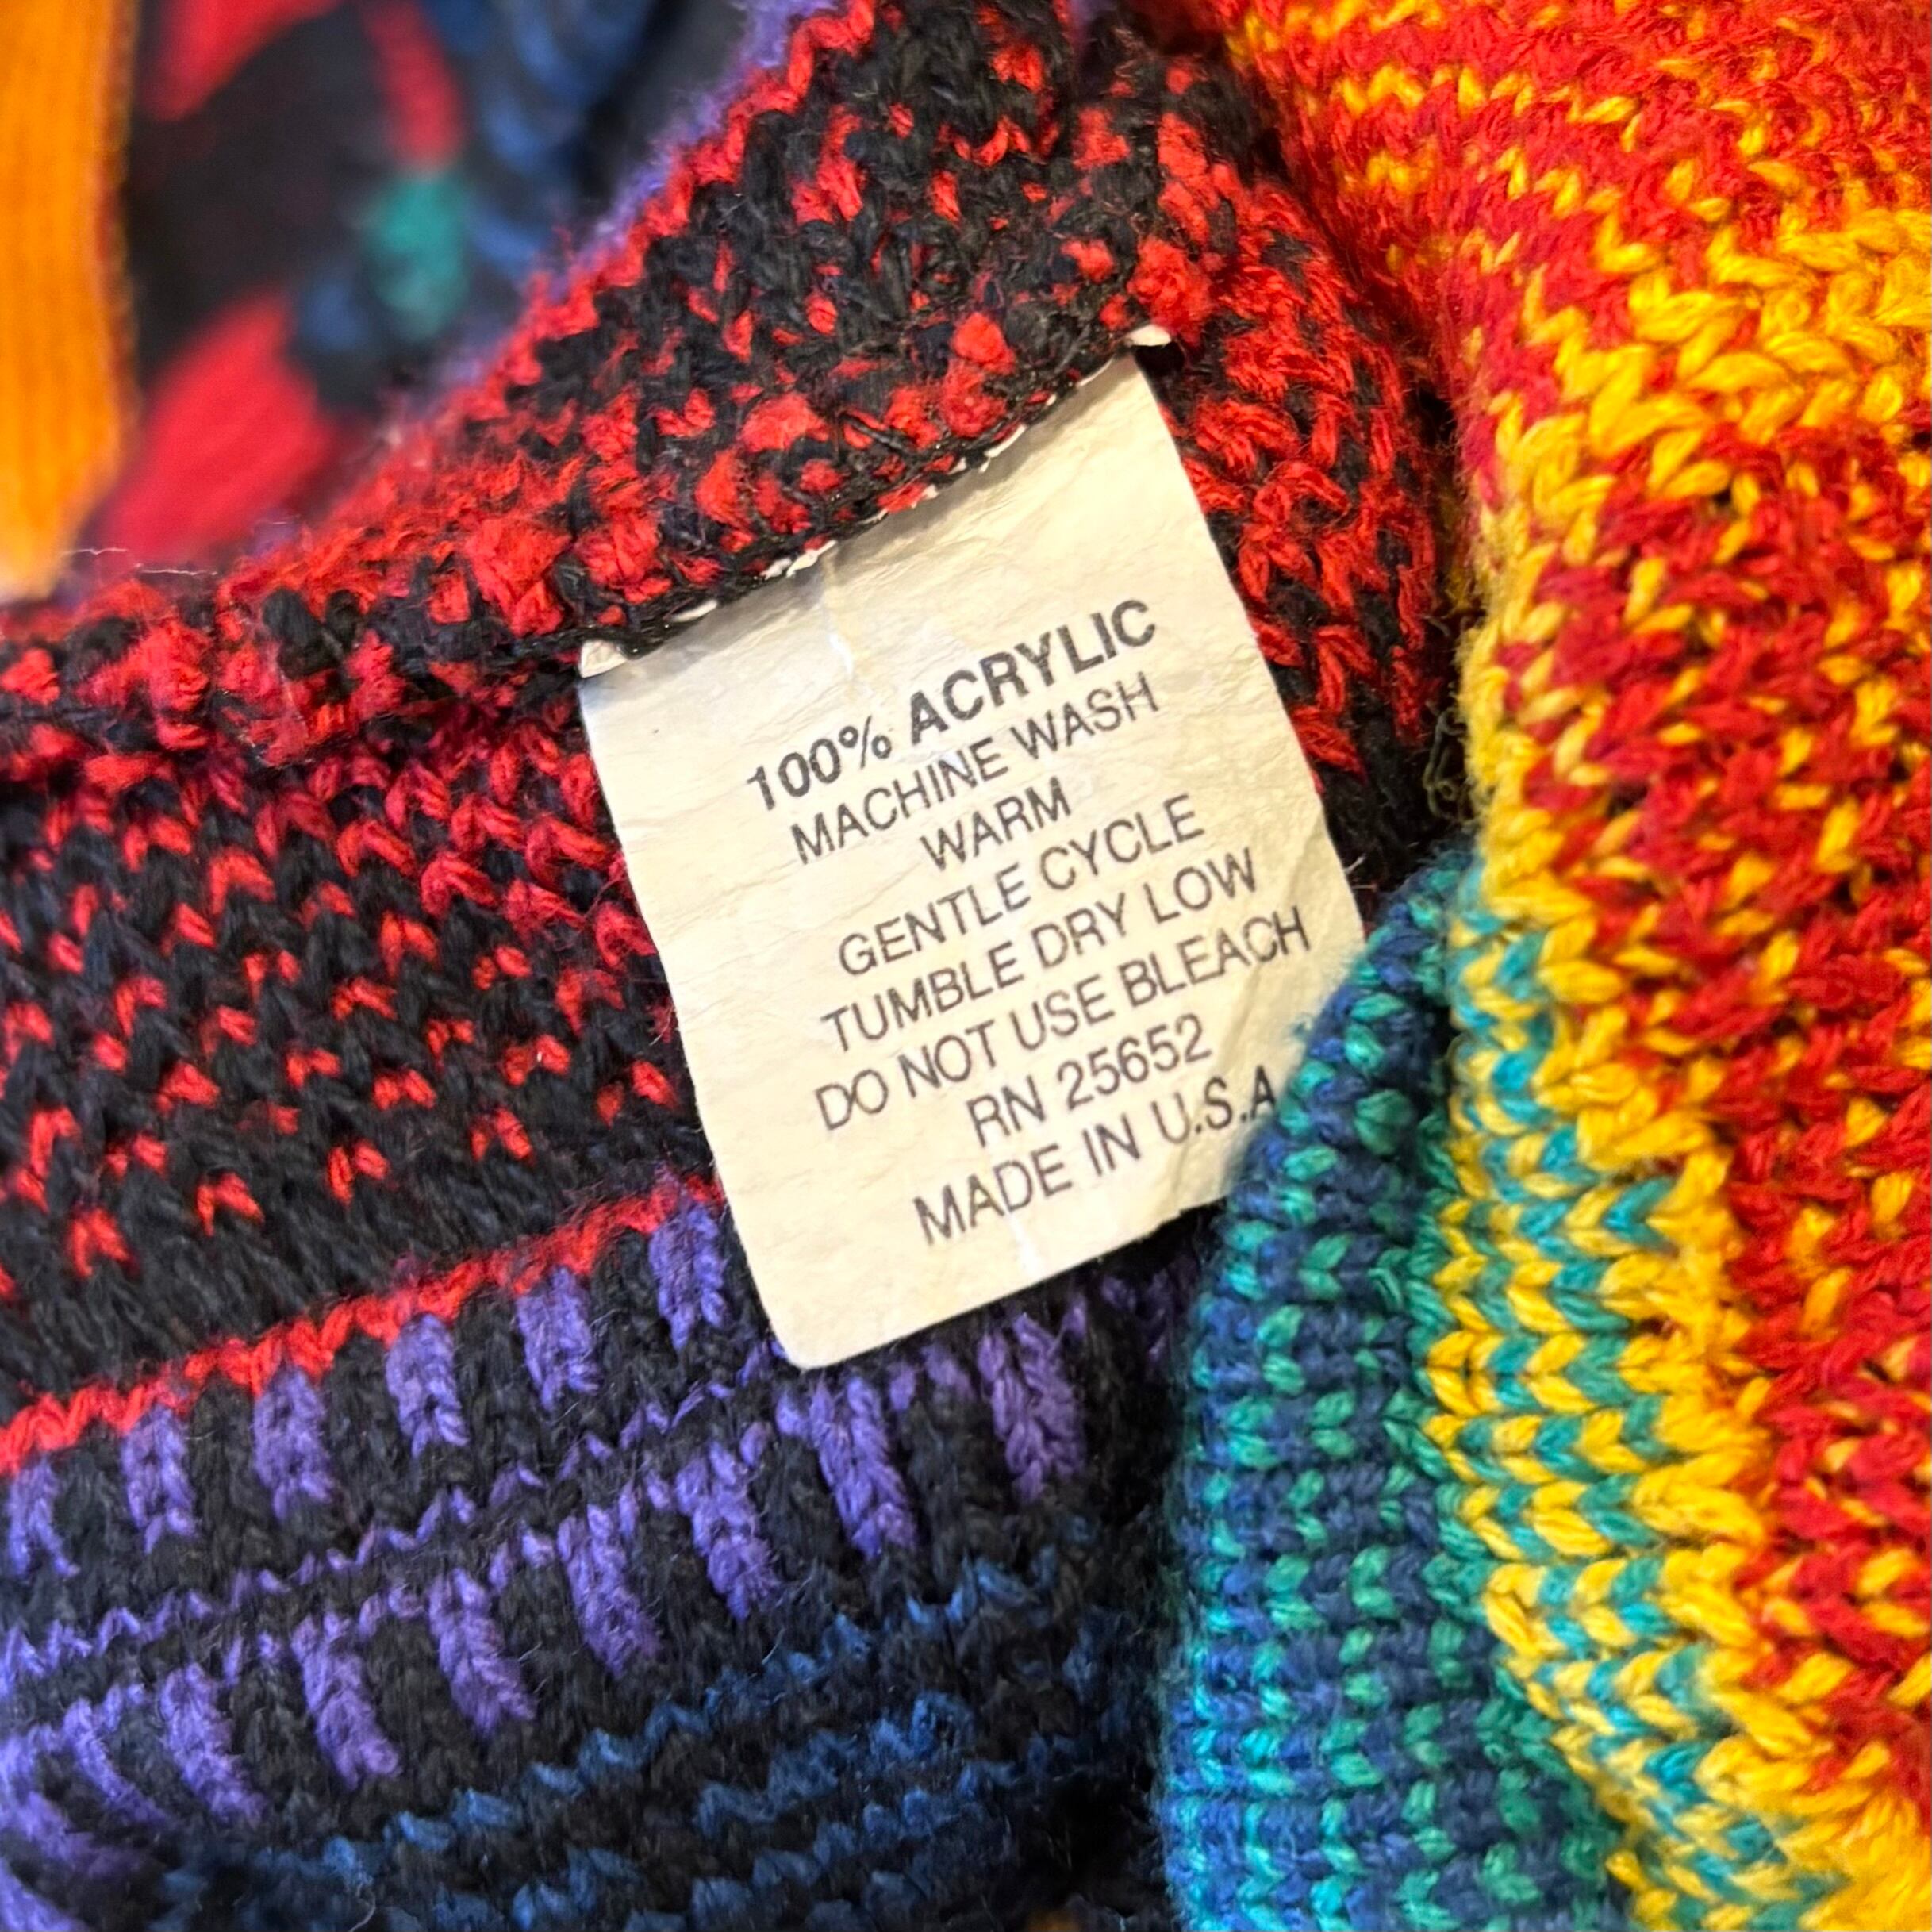 100% ACRYLIC
MACHINE WASH
WARM
GENTLE CYCLE
TUMBLE DRY LOW
DO NOT USE BLEACH
RN 25652
MADE IN U.S.A